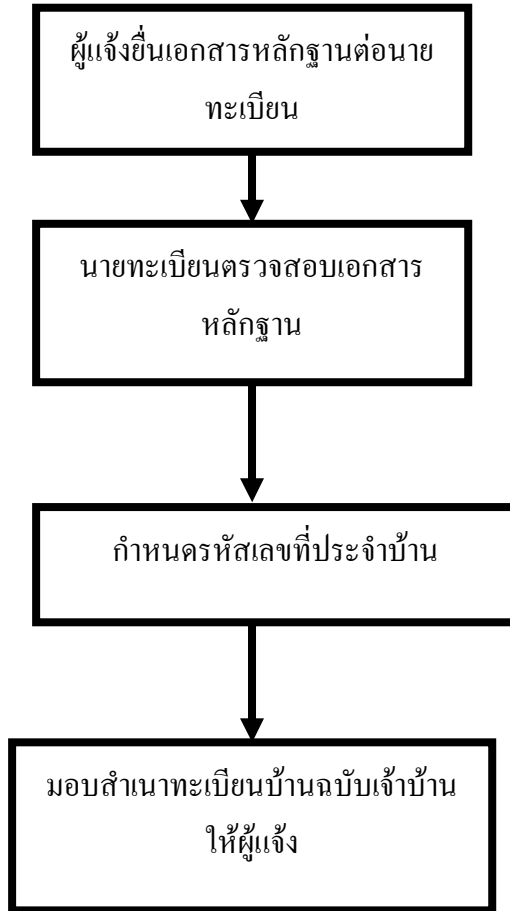 ผู้แจ้งยื่นเอกสารหลักฐานต่อนาย
ทะเบียน
นายทะเบียนตรวจสอบเอกสาร
หลักฐาน
กำหนดรหัสเลขที่ประจำบ้าน
มอบสำเนาทะเบียนบ้านฉบับเจ้าบ้าน
ให้ผู้แจ้ง